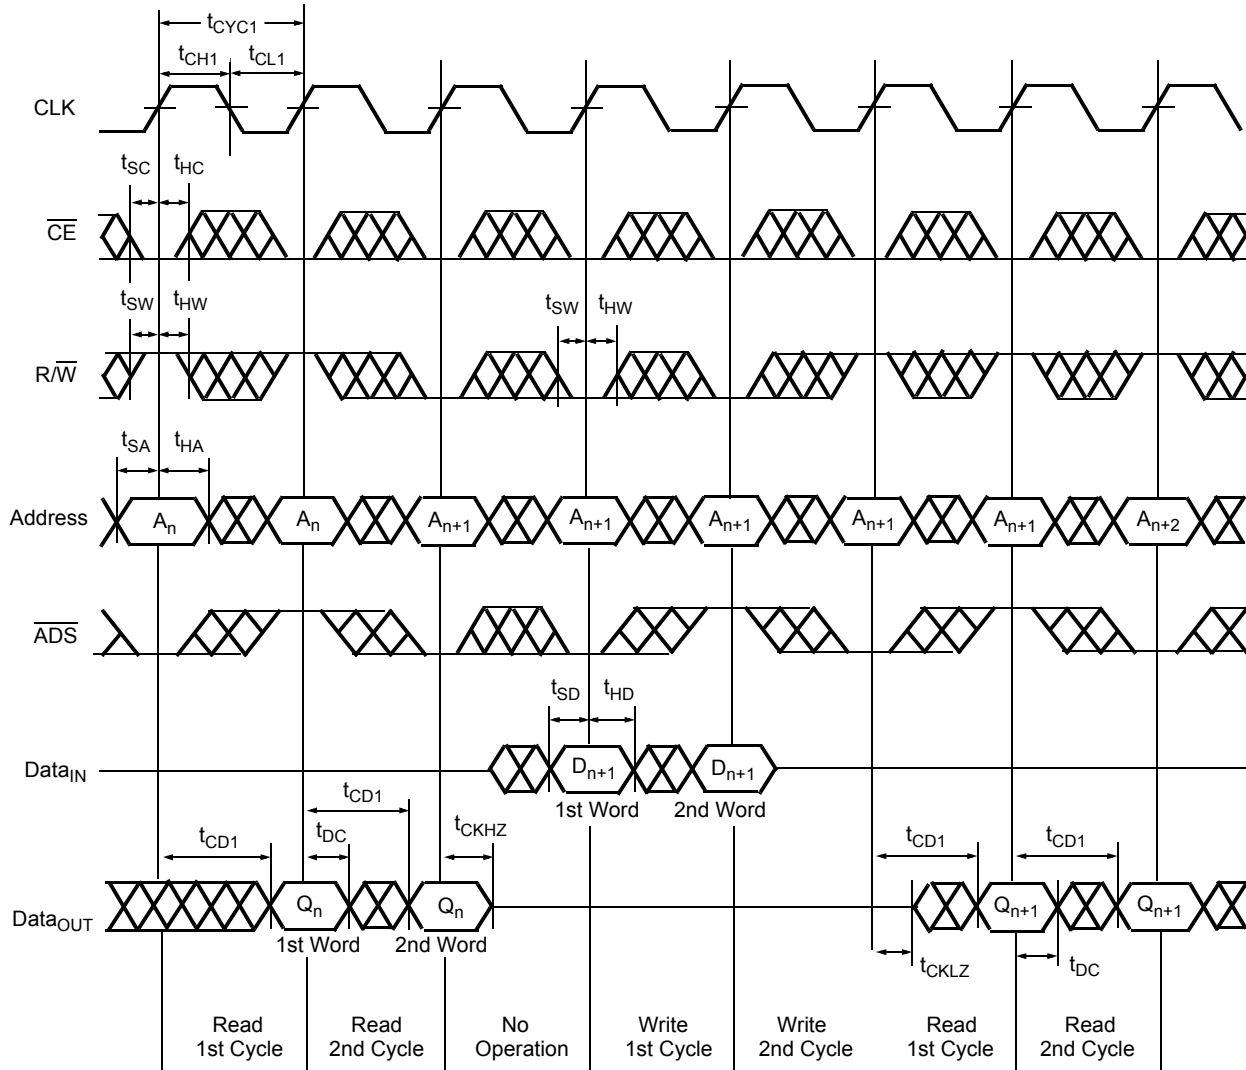 tCYC1
tCH1 tCL1
CLK
tSC tHC
CE
tSW tHW tSW tHW
R/W
tSA tHA
Address An An An+1 An+1 An+1 An+1 An+1 An+2
ADS
tSD tHD
DataIN Dn+1 Dn+1
1st Word 2nd Word
tCD1
tCD1 tDC tCKHZ tCD1 tCD1
DataOUT Qn Qn Qn+1 Qn+1
1st Word 2nd Word
tCKLZ tDC
Read Read No Write Write Read Read
1st Cycle 2nd Cycle Operation 1st Cycle 2nd Cycle 1st Cycle 2nd Cycle